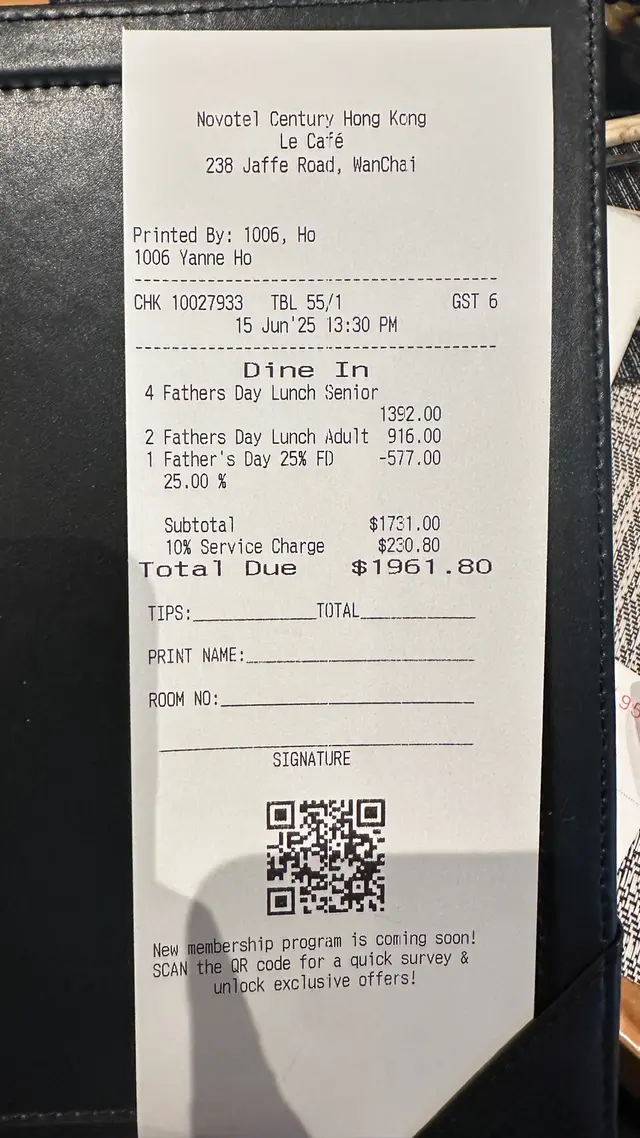 Novotel Century Hong Kong
Le Café
238 Jaffe Road, WanChai
Printed By: 1006, Ho
1006 Yanne Ho
CHK 10027933 TBL 55/1 GST 6
15 Jun'25 13:30 PM
Dine In
4 Fathers Day Lunch Senior
1392.00
2 Fathers Day Lunch Adult 916.00
1 Father's Day 25% FD -577.00
25.00 %
Subtotal $1731.00
10% Service Charge $230.80
Total Due $1961.80
TIPS:____________TOTAL____________
PRINT NAME:____________
ROOM NO:____________
SIGNATURE
New membership program is coming soon!
SCAN the QR code for a quick survey &
unlock exclusive offers!